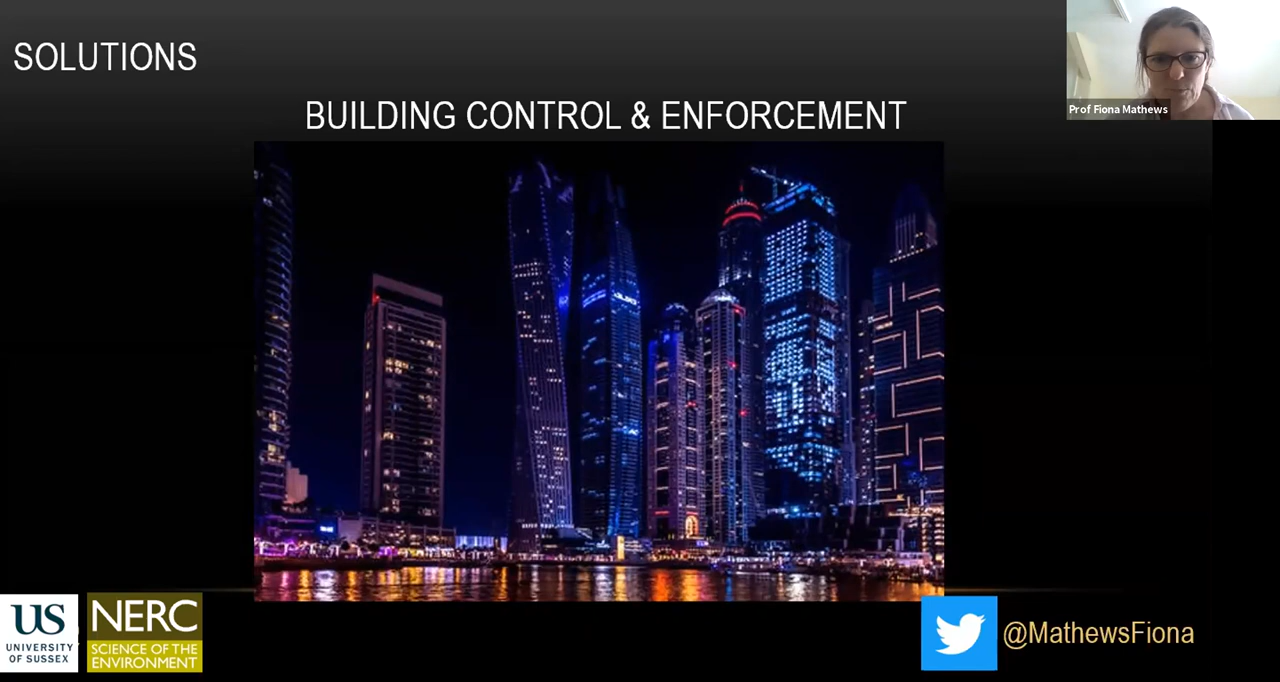 SOLUTIONS
BUILDING CONTROL & ENFORCEMENT
Prof Fiona Mathews
US
UNIVERSITY
OF SUSSEX
NERC
SCIENCE OF THE
ENVIRONMENT
@MathewsFiona